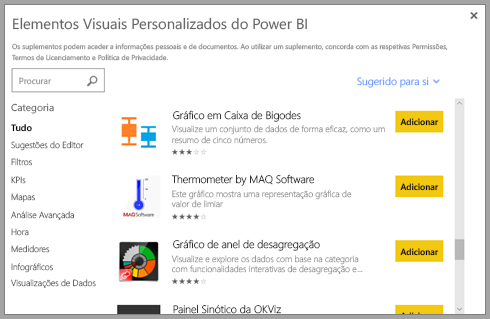 Elementos Visuais Personalizados do Power BI
Os suplementos podem aceder a informações pessoais e de documentos. Ao utilizar um suplemento, concorda com as respetivas Permissões,
Termos de Licenciamento e Política de Privacidade.
Procurar
Sugerido para si
Categoria
Tudo
Sugestões do Editor
Filtros
KPIs
Mapas
Análise Avançada
Hora
Medidores
Infográficos
Visualizações de Dados
Gráfico em Caixa de Bigodes
Visualize um conjunto de dados de forma eficaz, como um
resumo de cinco números.
Adicionar
MAQSoftware
Thermometer by MAQ Software
Este gráfico mostra uma representação gráfica de
valor de limiar
Adicionar
Gráfico de anel de desagregação
Visualize e explore os dados com base na categoria
com funcionalidades interativas de desagregação e...
Adicionar
Painel Sinótico da OKViz
Adicionar